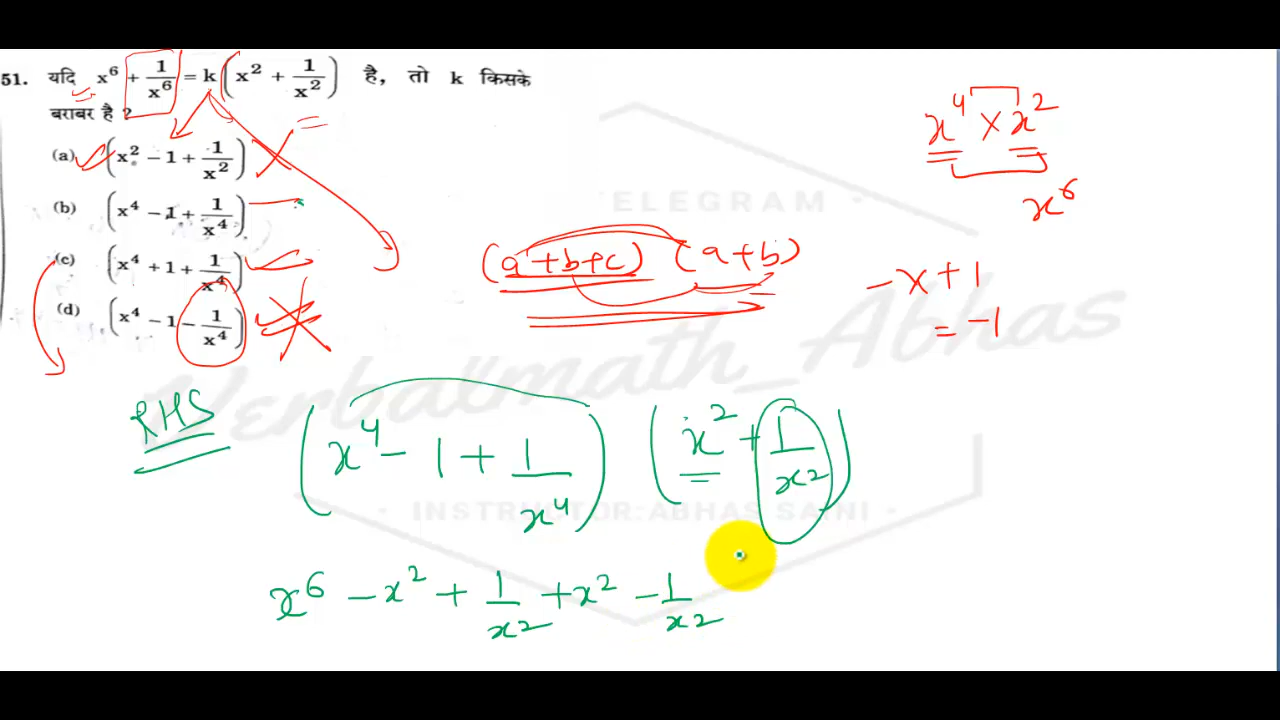 51. यदि x⁶ + 1/x⁶ = k (x² + 1/x²) है, तो k किसके
बराबर है ?
(a) (x² − 1 + 1/x²)
(b) (x⁴ − 1 + 1/x⁴)
(c) (x⁴ + 1 + 1/x⁴)
(d) (x⁴ − 1 − 1/x⁴)
x⁴ × x²
x⁶
(a + b + c) (a + b)
− x + 1
= −1
TELEGRAM
Verbalmath_Abhas
RHS
(x⁴ − 1 + 1/x⁴) (x² + 1/x²)
INSTRUCTOR: ABHAS SAINI
x⁶ − x² + 1/x² + x² − 1/x²